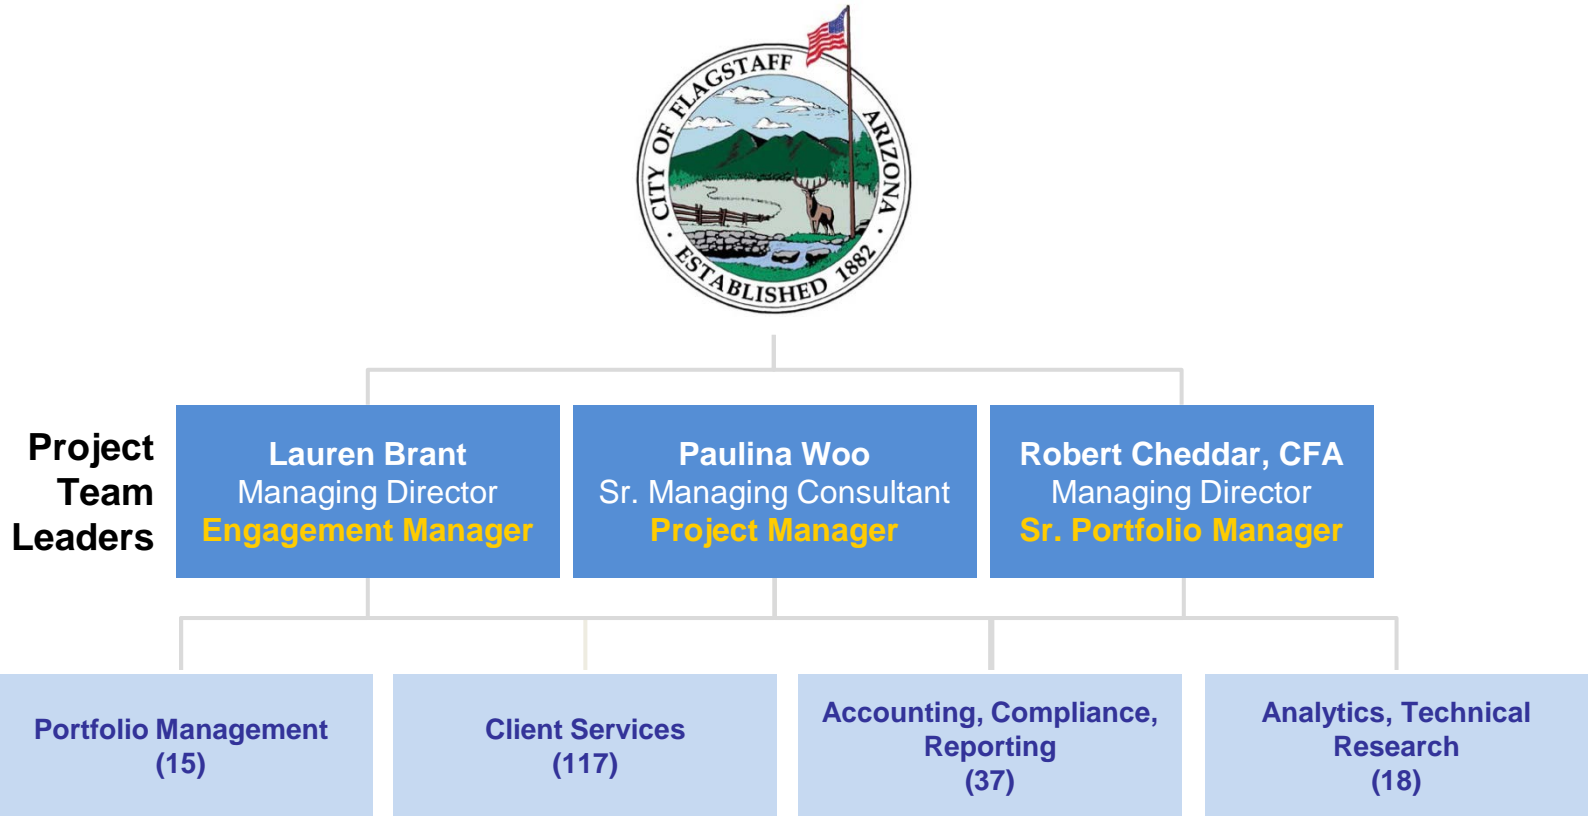 CITY OF FLAGSTAFF ARIZONA
· ESTABLISHED 1882 ·
Project
Team
Leaders
Lauren Brant
Managing Director
Engagement Manager
Paulina Woo
Sr. Managing Consultant
Project Manager
Robert Cheddar, CFA
Managing Director
Sr. Portfolio Manager
Portfolio Management
(15)
Client Services
(117)
Accounting, Compliance,
Reporting
(37)
Analytics, Technical
Research
(18)